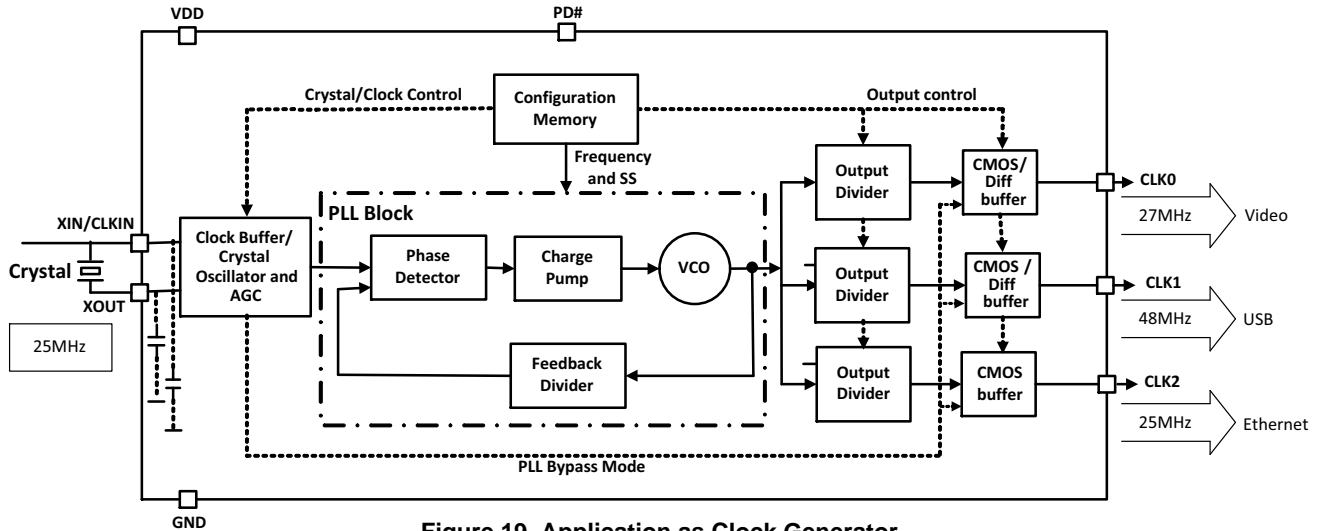 VDD
PD#
Crystal/Clock Control
Configuration
Memory
Output control
Frequency
and SS
Output
Divider
CMOS/
Diff
buffer
CLK0
27MHz
Video
XIN/CLKIN
Crystal
XOUT
25MHz
Clock Buffer/
Crystal
Oscillator and
AGC
PLL Block
Phase
Detector
Charge
Pump
VCO
Feedback
Divider
Output
Divider
CMOS /
Diff
buffer
CLK1
48MHz
USB
Output
Divider
CMOS
buffer
CLK2
25MHz
Ethernet
PLL Bypass Mode
GND
Figure 19. Application as Clock Generator